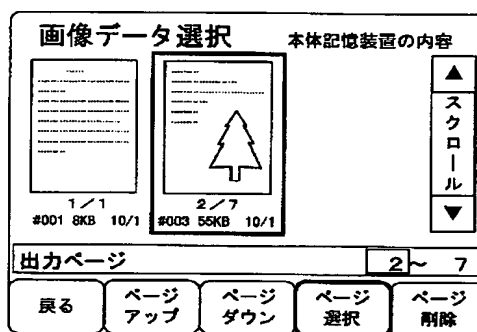 画像データ選択
本体記憶装置の内容
1/1
#001 8KB 10/1
2/7
#003 55KB 10/1
▲
スクロール
▼
出力ページ 2~ 7
戻る
ページアップ
ページダウン
ページ選択
ページ削除